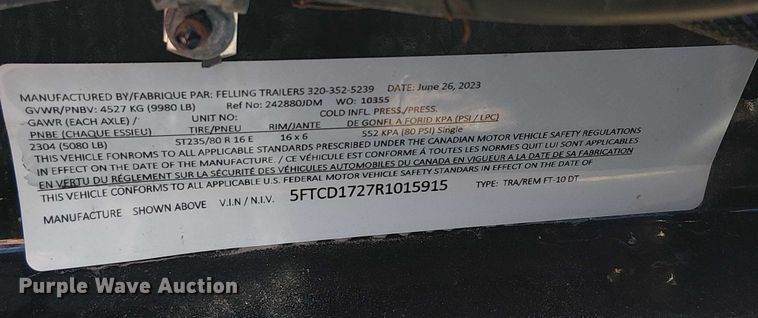 MANUFACTURED BY/FABRIQUE PAR: FELLING TRAILERS 320-352-5239 DATE: June 26, 2023
GVWR/PNBV: 4527 KG (9980 LB) Ref No: 242880JDM WO: 10355
GAWR (EACH AXLE) / UNIT NO: COLD INFL. PRESS./PRESS.
PNBE (CHAQUE ESSIEU) TIRE/PNEU RIM/JANTE DE GONFL A FORID KPA (PSI / LPC)
2304 (5080 LB) ST235/80 R 16 E 16 x 6 552 KPA (80 PSI) Single
THIS VEHICLE FONROMS TO ALL APPLICABLE STANDARDS PRESCRIBED UNDER THE CANADIAN MOTOR VEHICLE SAFETY REGULATIONS
IN EFFECT ON THE DATE OF THE MANUFACTURE. / CE VÉHICULE EST CONFORME À TOUTES LES NORMES QUIT LUI SONT APPLICABLES
EN VERTU DU RÉGLEMENT SUR LA SÉCURITÉ DES VÉHICULES AUTOMOBILES DU CANADA EN VIGUEUR A LA DATE DE SA FABRICATION
THIS VEHICLE CONFORMS TO ALL APPLICABLE U.S. FEDERAL MOTOR VEHICLE SAFETY STANDARDS IN EFFECT ON THE DATE OF
MANUFACTURE SHOWN ABOVE V.I.N / N.I.V. 5FTCD1727R1015915 TYPE: TRA/REM FT-10 DT
Purple Wave Auction